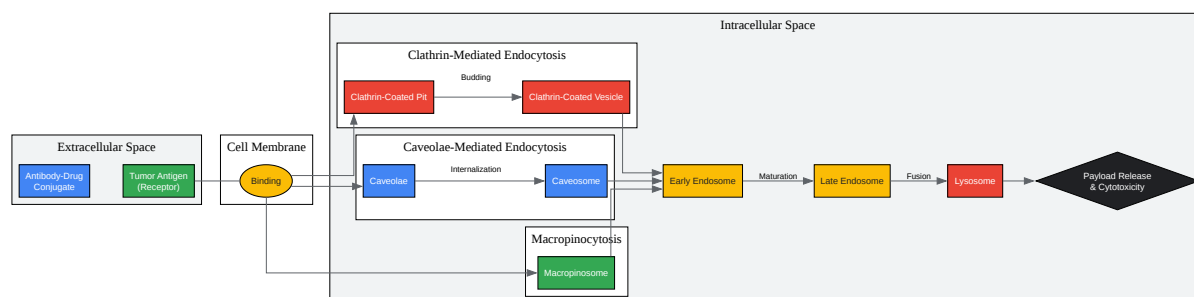 Intracellular Space
Clathrin-Mediated Endocytosis
Clathrin-Coated Pit
Budding
Clathrin-Coated Vesicle
Extracellular Space
Antibody-Drug
Conjugate
Tumor Antigen
(Receptor)
Cell Membrane
Binding
Caveolae-Mediated Endocytosis
Caveolae
Internalization
Caveosome
Macropinocytosis
Macropinosome
Early Endosome
Maturation
Late Endosome
Fusion
Lysosome
Payload Release
& Cytotoxicity